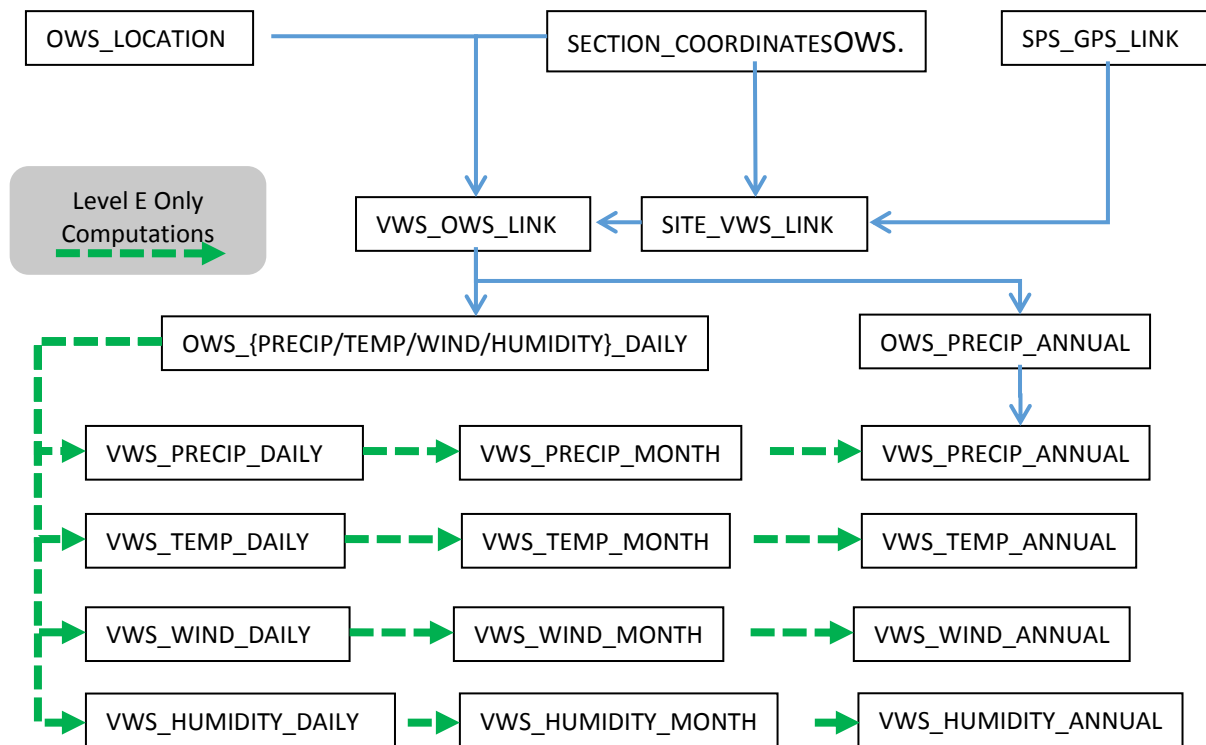 OWS_LOCATION
SECTION_COORDINATESOWS.
SPS_GPS_LINK
Level E Only
Computations
VWS_OWS_LINK
SITE_VWS_LINK
OWS_{PRECIP/TEMP/WIND/HUMIDITY}_DAILY
OWS_PRECIP_ANNUAL
VWS_PRECIP_DAILY
VWS_PRECIP_MONTH
VWS_PRECIP_ANNUAL
VWS_TEMP_DAILY
VWS_TEMP_MONTH
VWS_TEMP_ANNUAL
VWS_WIND_DAILY
VWS_WIND_MONTH
VWS_WIND_ANNUAL
VWS_HUMIDITY_DAILY
VWS_HUMIDITY_MONTH
VWS_HUMIDITY_ANNUAL